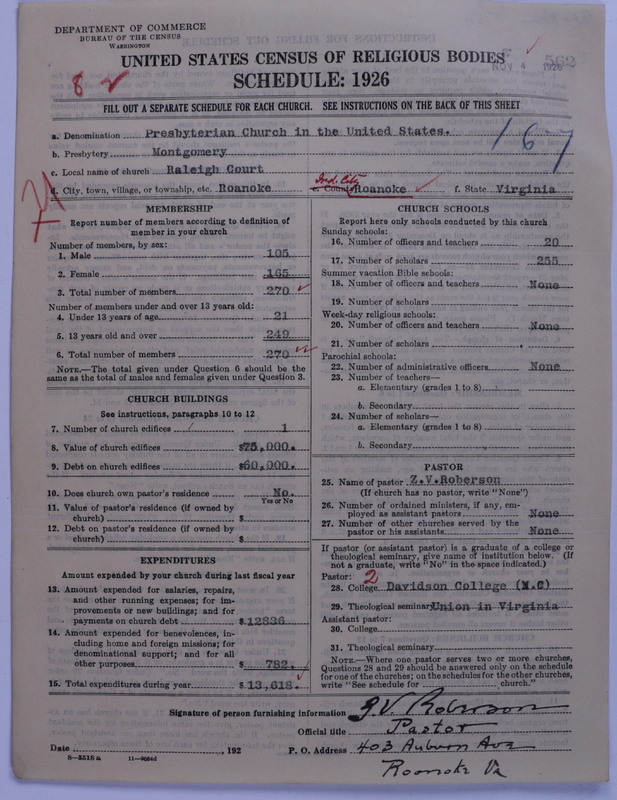 DEPARTMENT OF COMMERCE
BUREAU OF THE CENSUS
WASHINGTON
UNITED STATES CENSUS OF RELIGIOUS BODIES
NOV 4 1926 562
SCHEDULE: 1926
8
FILL OUT A SEPARATE SCHEDULE FOR EACH CHURCH. SEE INSTRUCTIONS ON THE BACK OF THIS SHEET
a. Denomination Presbyterian Church in the United States.
167
b. Presbytery Montgomery
c. Local name of church Raleigh Court
d. City, town, village, or township, etc. Roanoke Ind. City e. County Roanoke f. State Virginia
71
MEMBERSHIP
Report number of members according to definition of
member in your church
Number of members, by sex:
1. Male 105
2. Female 165
3. Total number of members 270
Number of members under and over 13 years old:
4. Under 13 years of age 21
5. 13 years old and over 249
6. Total number of members 270
NOTE.—The total given under Question 6 should be the
same as the total of males and females given under Question 3.
CHURCH BUILDINGS
See instructions, paragraphs 10 to 12
7. Number of church edifices 1
8. Value of church edifices $75,000.
9. Debt on church edifices $60,000.
10. Does church own pastor's residence No.
Yes or No
11. Value of pastor's residence (if owned by
church) $
12. Debt on pastor's residence (if owned by
church) $
EXPENDITURES
Amount expended by your church during last fiscal year
13. Amount expended for salaries, repairs,
and other running expenses; for im-
provements or new buildings; and for
payments on church debt $12836
14. Amount expended for benevolences, in-
cluding home and foreign missions; for
denominational support; and for all
other purposes 782.
15. Total expenditures during year $13,618.
CHURCH SCHOOLS
Report here only schools conducted by this church
Sunday schools:
16. Number of officers and teachers 20
17. Number of scholars 255
Summer vacation Bible schools:
18. Number of officers and teachers None
19. Number of scholars
Week-day religious schools:
20. Number of officers and teachers None
21. Number of scholars
Parochial schools:
22. Number of administrative officers None
23. Number of teachers—
a. Elementary (grades 1 to 8)
b. Secondary
24. Number of scholars—
a. Elementary (grades 1 to 8)
b. Secondary
PASTOR
25. Name of pastor Z.V.Roberson
(If church has no pastor, write "None")
26. Number of ordained ministers, if any, em-
ployed as assistant pastors None
27. Number of other churches served by the
pastor or his assistants None
If pastor (or assistant pastor) is a graduate of a college or
theological seminary, give name of institution below. (If
not a graduate, write "No" in the space indicated.)
Pastor: 2
28. College Davidson College (N.C)
29. Theological seminary Union in Virginia
Assistant pastor:
30. College
31. Theological seminary
NOTE.—Where one pastor serves two or more churches,
Questions 28 and 29 should be answered only on the schedule
for one of the churches; on the schedules for the other churches,
write "See schedule for church."
Signature of person furnishing information Z.V. Roberson
Official title Pastor
Date , 192 P. O. Address 403 Auburn Ave
8—5518 a
Roanoke Va